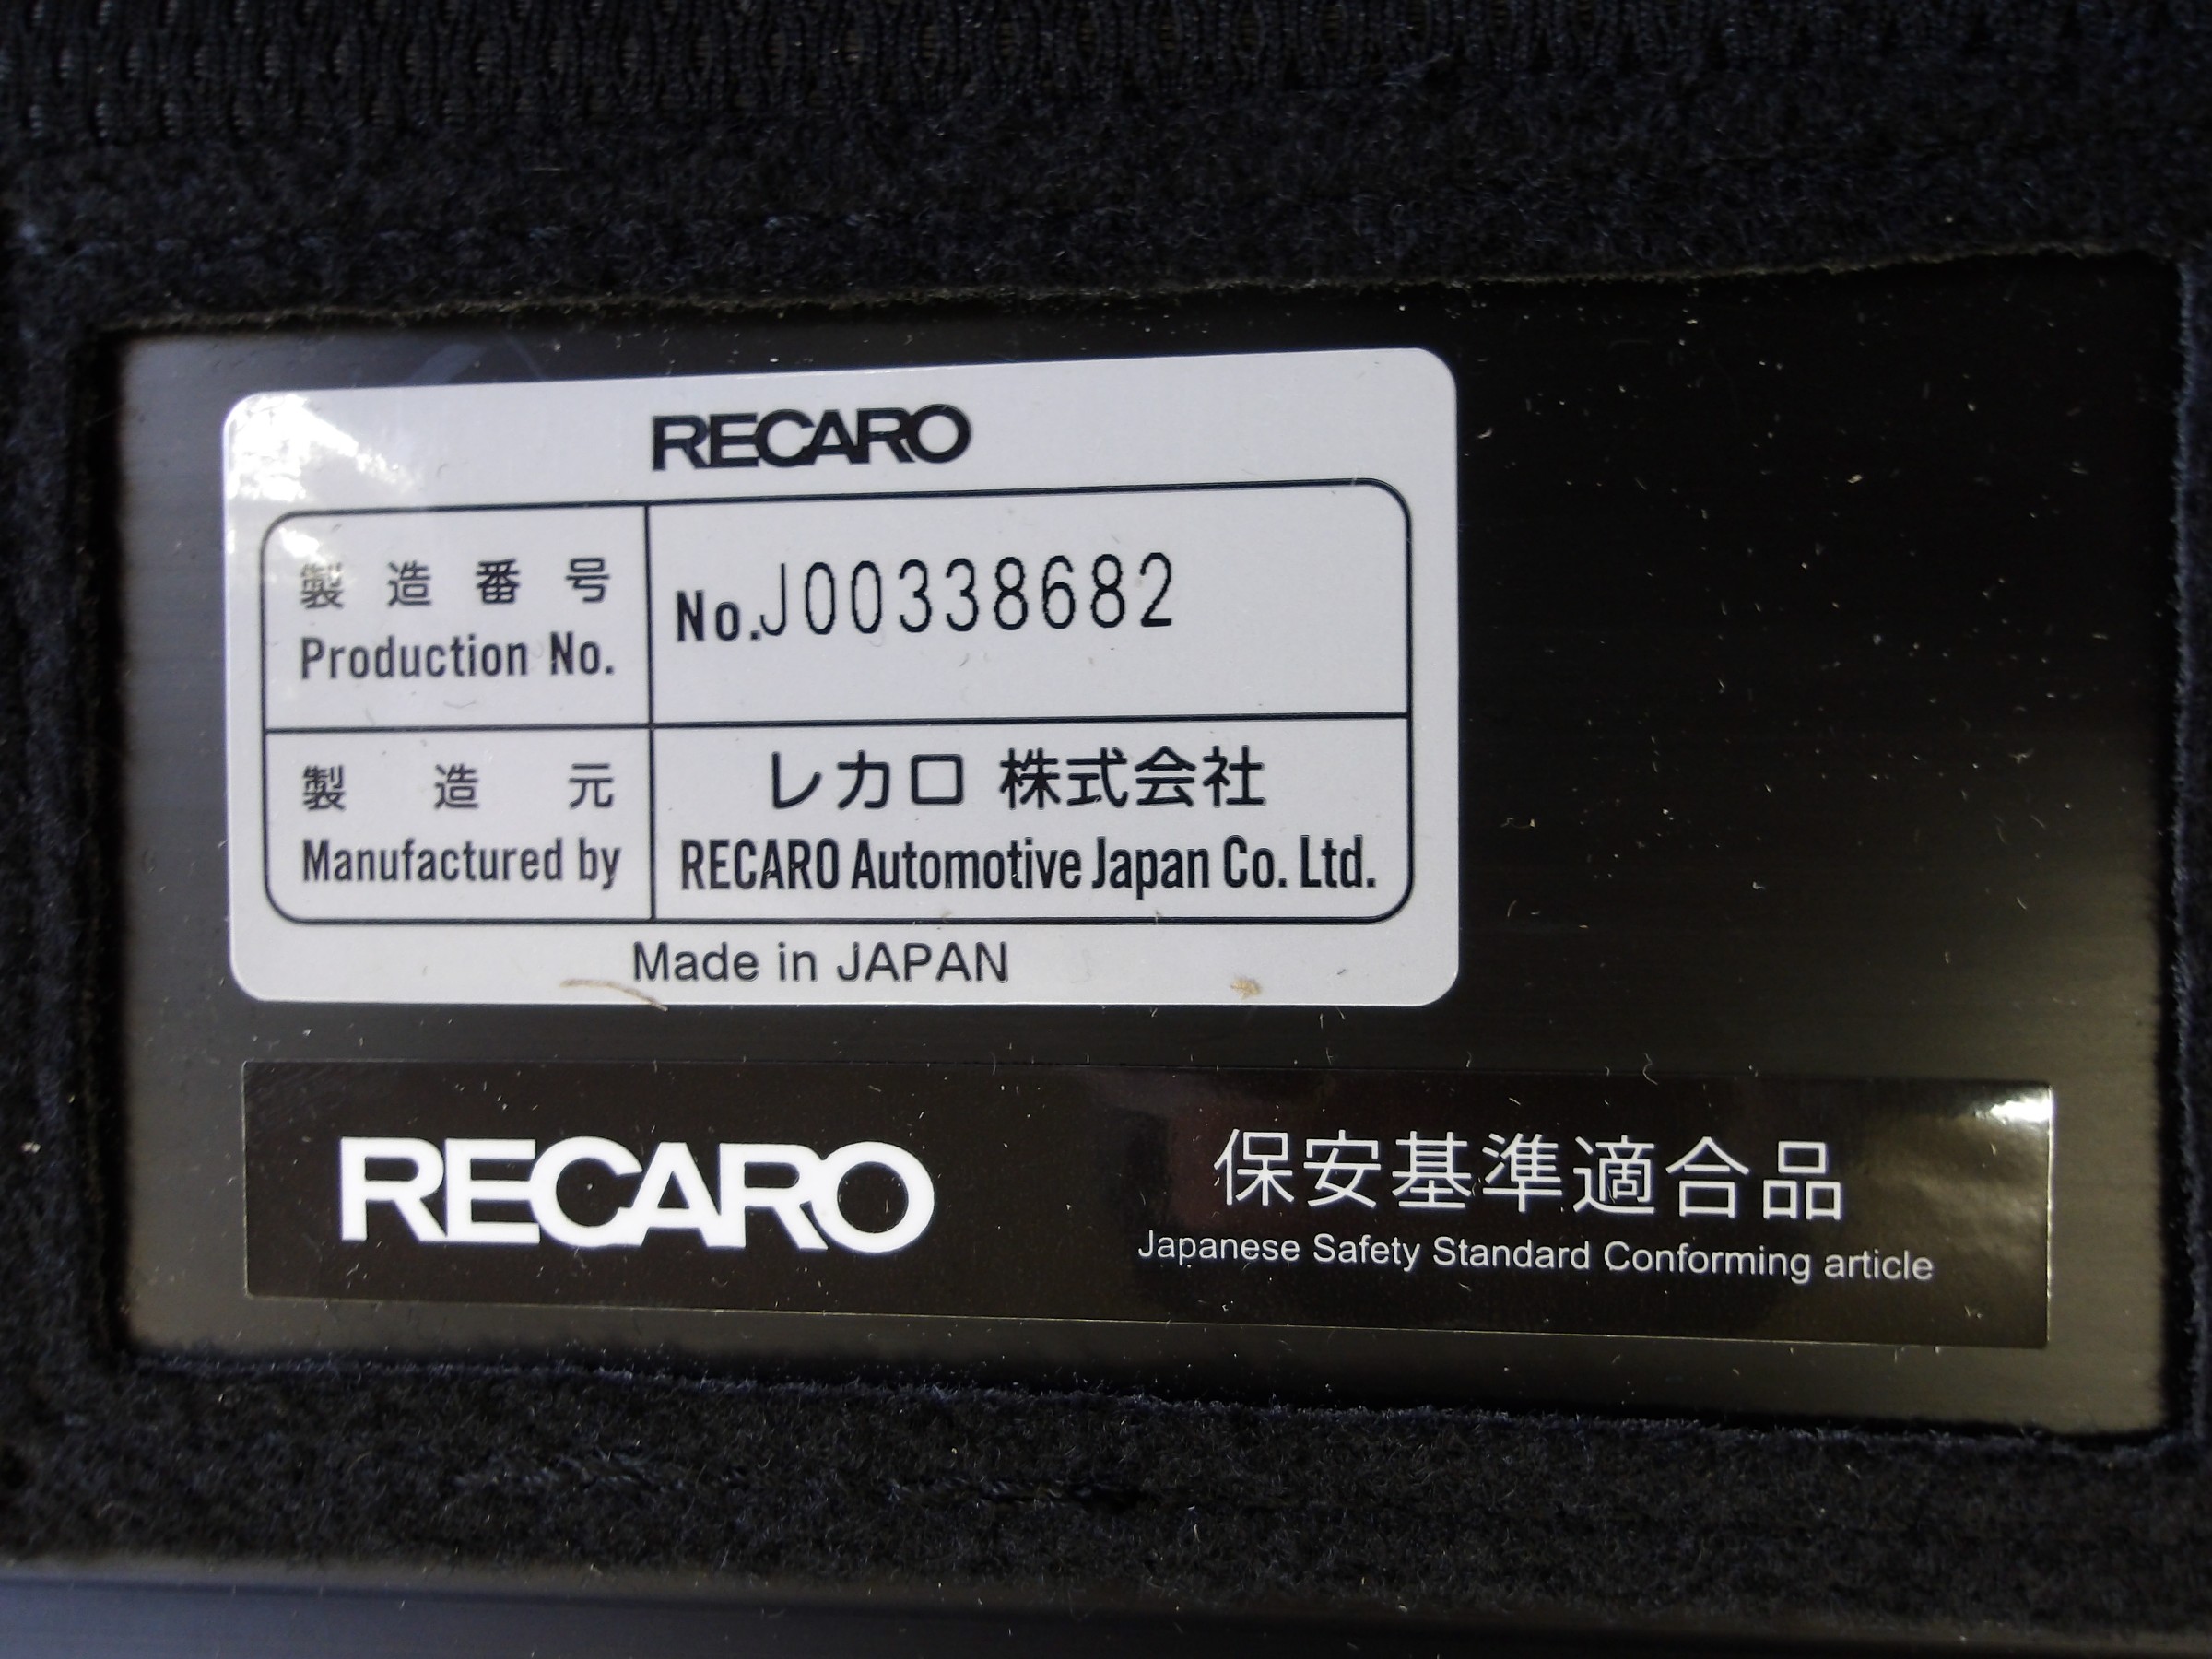 RECARO
製造番号
Production No.
No.J00338682
製造元
Manufactured by
レカロ 株式会社
RECARO Automotive Japan Co. Ltd.
Made in JAPAN
RECARO
保安基準適合品
Japanese Safety Standard Conforming article